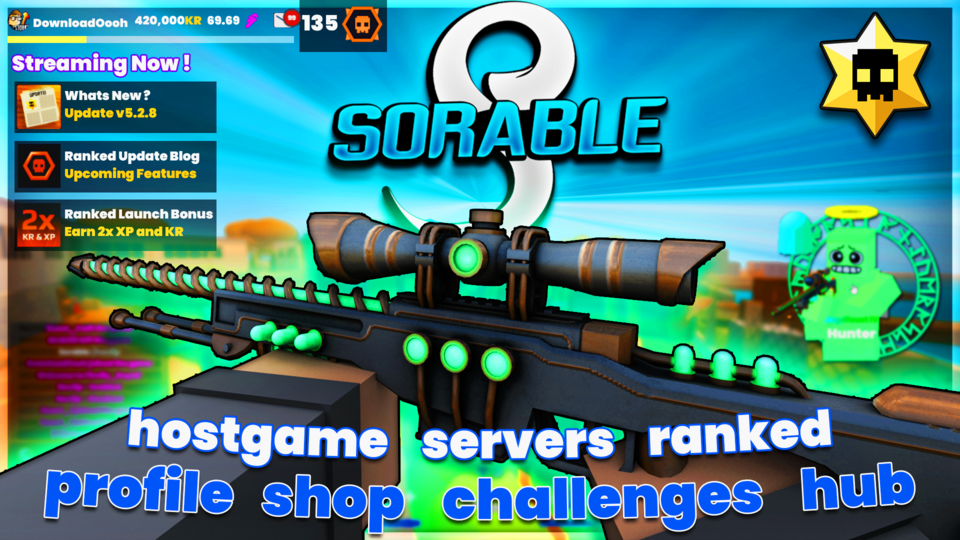 DownloadOooh 420,000KR 69.69 99 135
Streaming Now !
UPDATE
Whats New ?
Update v5.2.8
Ranked Update Blog
Upcoming Features
2x
KR & XP
Ranked Launch Bonus
Earn 2x XP and KR
SORABLE
Hunter
hostgame servers ranked
profile shop challenges hub